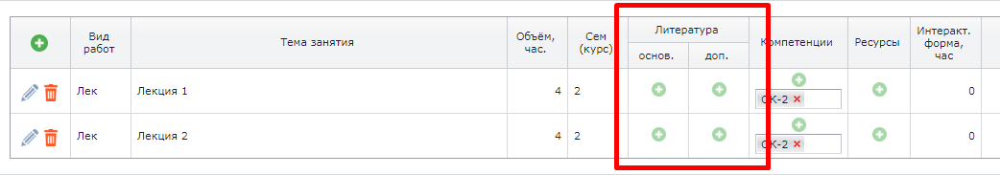 Вид работ Тема занятия Объём, час. Сем (курс) Литература Компетенции Ресурсы Интеракт. форма, час
основ. доп.
Лек Лекция 1 4 2 ОК-2 0
Лек Лекция 2 4 2 ОК-2 0